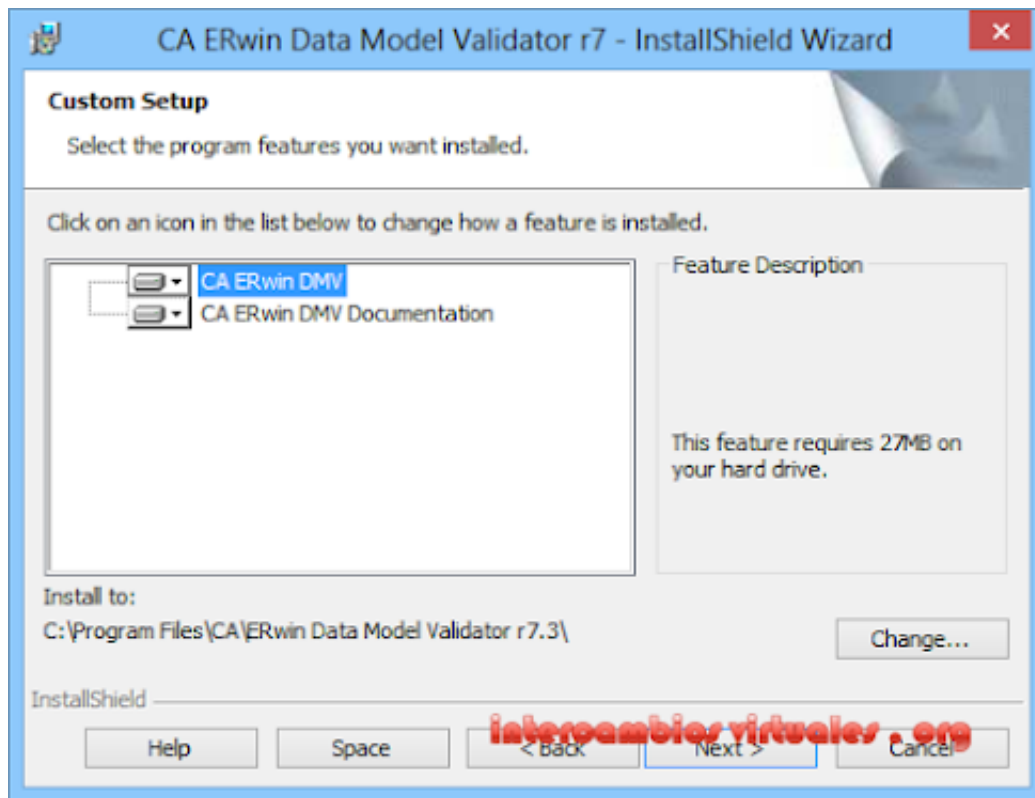 CA ERwin Data Model Validator r7 - InstallShield Wizard
Custom Setup
Select the program features you want installed.
Click on an icon in the list below to change how a feature is installed.
CA ERwin DMV
CA ERwin DMV Documentation
Feature Description
This feature requires 27MB on
your hard drive.
Install to:
C:\Program Files\CA\ERwin Data Model Validator r7.3\
Change...
InstallShield
Help
Space
< Back
Next >
Cancel
intercambios virtuales . org